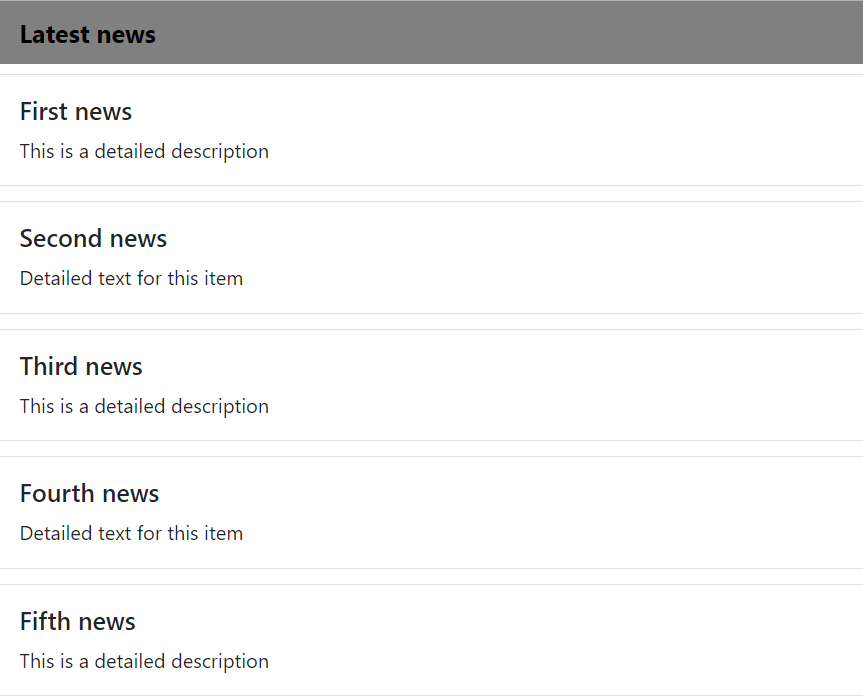 Latest news
First news
This is a detailed description
Second news
Detailed text for this item
Third news
This is a detailed description
Fourth news
Detailed text for this item
Fifth news
This is a detailed description